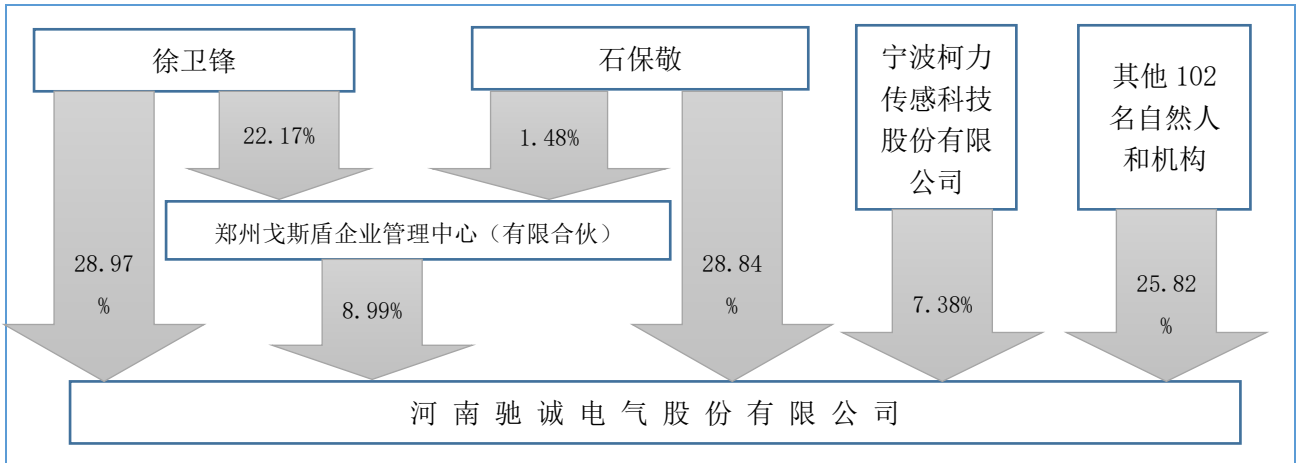 徐卫锋
石保敬
宁波柯力
传感科技
股份有限
公司
其他 102
名自然人
和机构
22.17%
1.48%
郑州戈斯盾企业管理中心（有限合伙）
28.97
%
8.99%
28.84
%
7.38%
25.82
%
河南驰诚电气股份有限公司